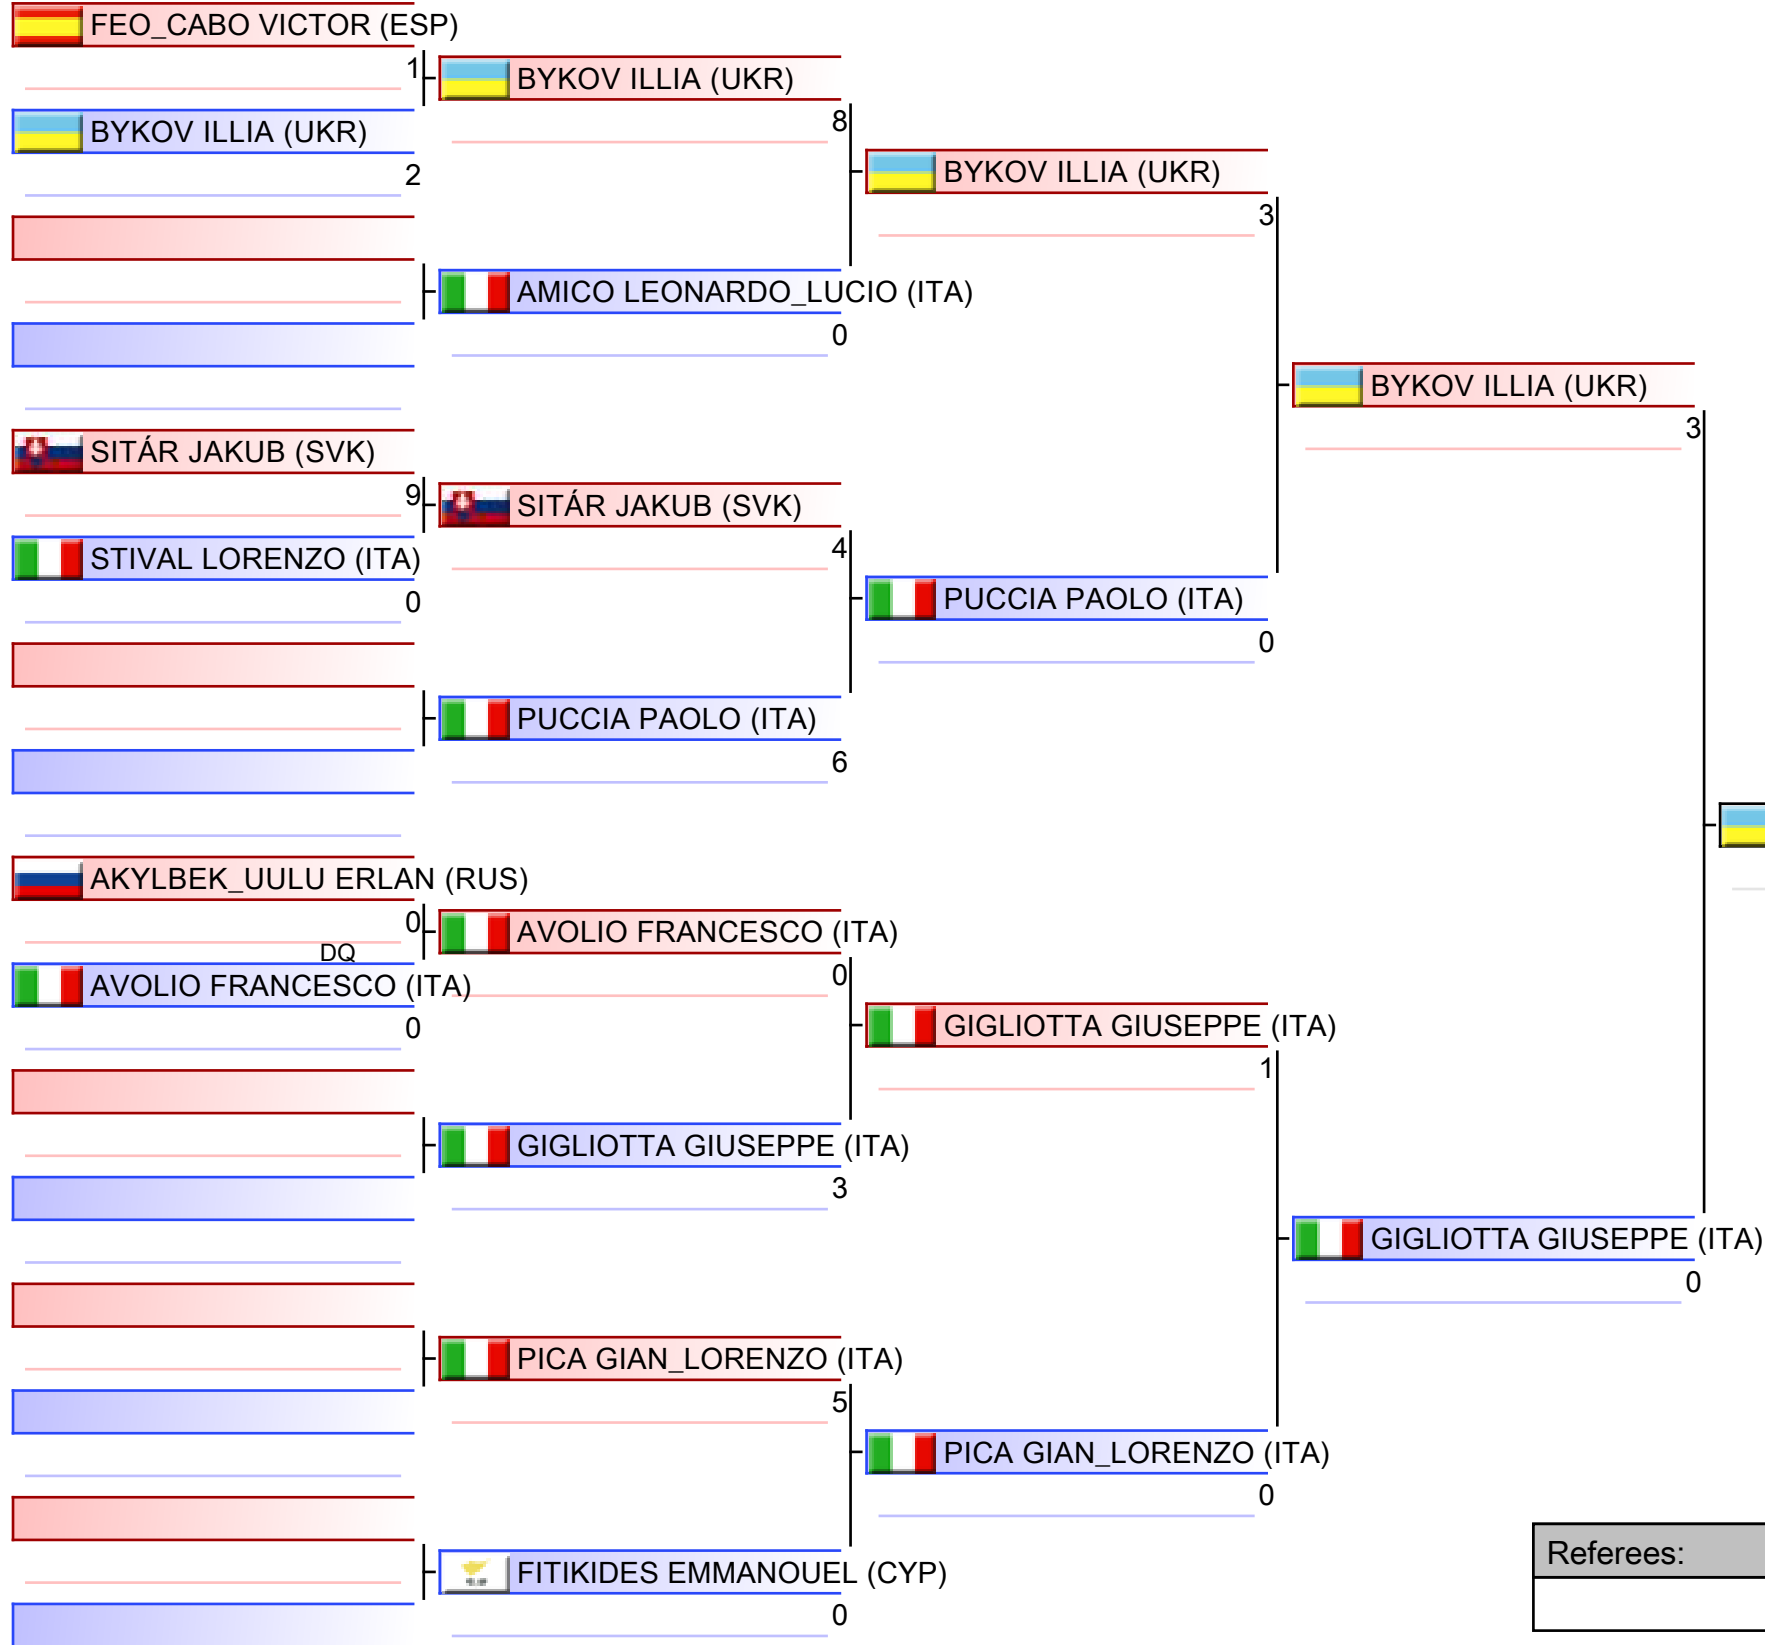 FEO_CABO VICTOR (ESP)
1
BYKOV ILLIA (UKR)
2
SITÁR JAKUB (SVK)
9
STIVAL LORENZO (ITA)
0
AKYLBEK_UULU ERLAN (RUS)
0
DQ
AVOLIO FRANCESCO (ITA)
0
BYKOV ILLIA (UKR)
8
AMICO LEONARDO_LUCIO (ITA)
0
SITÁR JAKUB (SVK)
4
PUCCIA PAOLO (ITA)
6
AVOLIO FRANCESCO (ITA)
0
GIGLIOTTA GIUSEPPE (ITA)
3
PICA GIAN_LORENZO (ITA)
5
FITIKIDES EMMANOUEL (CYP)
0
BYKOV ILLIA (UKR)
3
PUCCIA PAOLO (ITA)
0
GIGLIOTTA GIUSEPPE (ITA)
1
PICA GIAN_LORENZO (ITA)
0
BYKOV ILLIA (UKR)
3
GIGLIOTTA GIUSEPPE (ITA)
0
Referees: